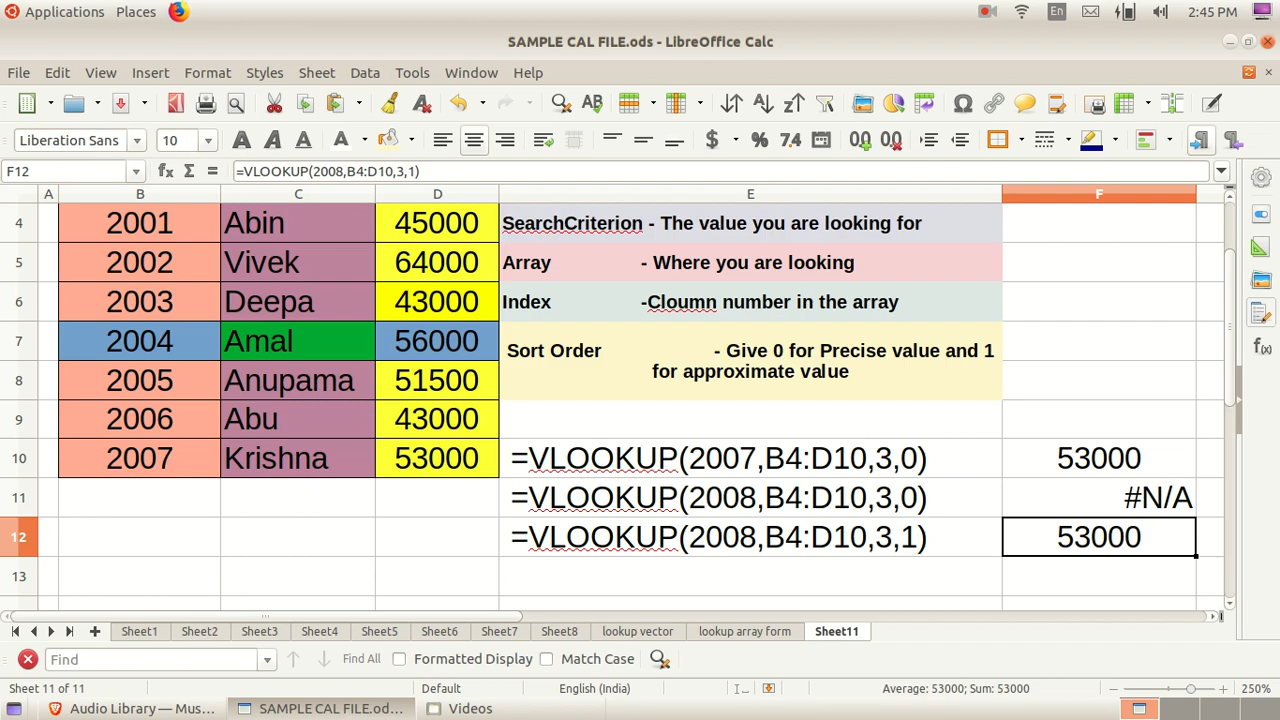 Applications Places En 2:45 PM
SAMPLE CAL FILE.ods - LibreOffice Calc
File Edit View Insert Format Styles Sheet Data Tools Window Help
Liberation Sans 10
F12 =VLOOKUP(2008,B4:D10,3,1)
A B C D E F
4 2001 Abin 45000 SearchCriterion - The value you are looking for
5 2002 Vivek 64000 Array - Where you are looking
6 2003 Deepa 43000 Index -Cloumn number in the array
7 2004 Amal 56000 Sort Order - Give 0 for Precise value and 1
8 2005 Anupama 51500 for approximate value
9 2006 Abu 43000
10 2007 Krishna 53000 =VLOOKUP(2007,B4:D10,3,0) 53000
11 =VLOOKUP(2008,B4:D10,3,0) #N/A
12 =VLOOKUP(2008,B4:D10,3,1) 53000
13
Sheet1 Sheet2 Sheet3 Sheet4 Sheet5 Sheet6 Sheet7 Sheet8 lookup vector lookup array form Sheet11
Find Find All Formatted Display Match Case
Sheet 11 of 11 Default English (India) Average: 53000; Sum: 53000 250%
Audio Library — Mus... SAMPLE CAL FILE.od... Videos